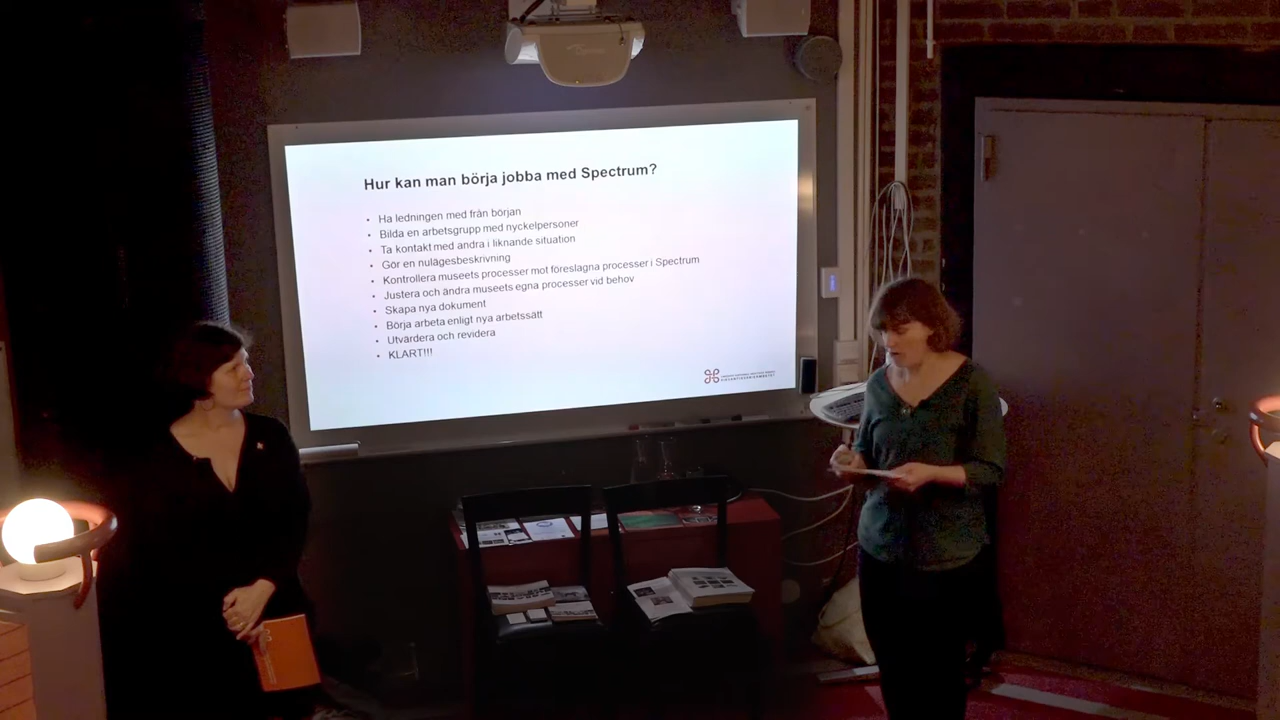 Hur kan man börja jobba med Spectrum?
• Ha ledningen med från början
• Bilda en arbetsgrupp med nyckelpersoner
• Ta kontakt med andra i liknande situation
• Gör en nulägesbeskrivning
• Kontrollera museets processer mot föreslagna processer i Spectrum
• Justera och ändra museets egna processer vid behov
• Skapa nya dokument
• Börja arbeta enligt nya arbetssätt
• Utvärdera och revidera
• KLART!!!
RIKSANTIKVARIEÄMBETET